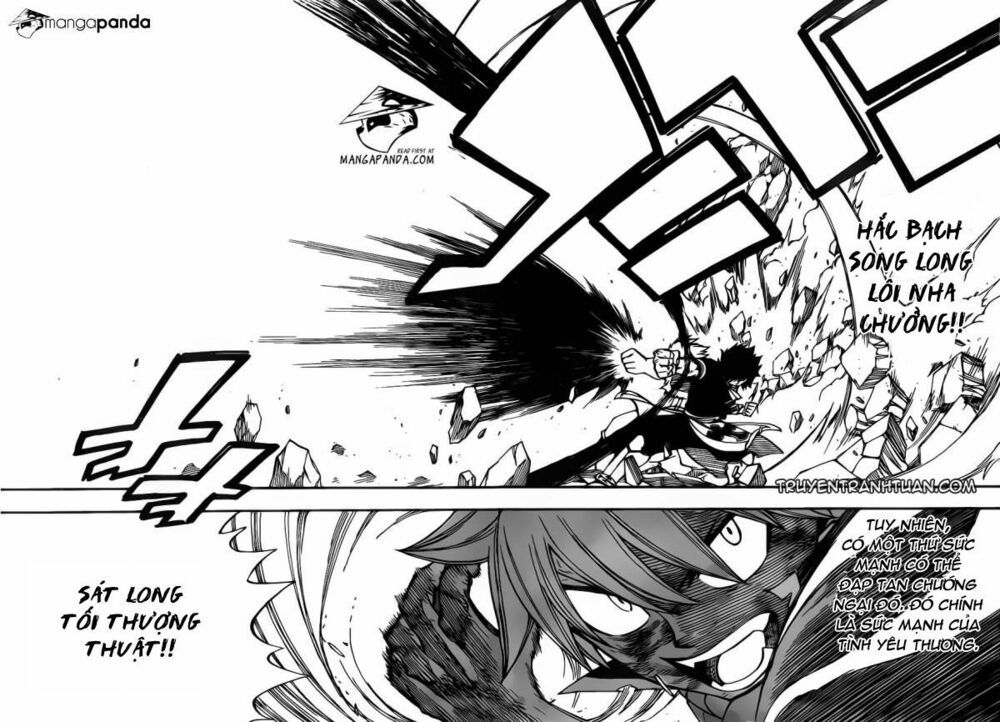 mangapanda
READ FIRST AT
MANGAPANDA.COM
HẮC BẠCH
SONG LONG
LÔI NHA
CHƯỞNG!!
TRUYENTRANHTUAN.COM
TUY NHIÊN,
CÓ MỘT THỨ SỨC
MẠNH CÓ THỂ
ĐẠP TAN CHƯỚNG
NGẠI ĐÓ. ĐÓ CHÍNH
LÀ SỨC MẠNH CỦA
TÌNH YÊU THƯƠNG.
SÁT LONG
TỐI THƯỢNG
THUẬT!!